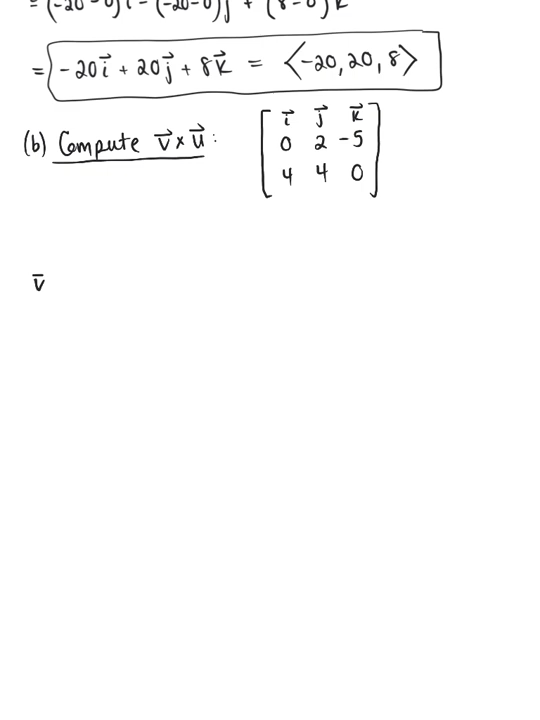 = (-20-0)i⃗ - (-20-0)j⃗ + (8-0)k⃗
= -20i⃗ + 20j⃗ + 8k⃗ = ⟨-20, 20, 8⟩
(b) Compute v⃗ × u⃗ :
i⃗ j⃗ k⃗
0 2 -5
4 4 0
v̄